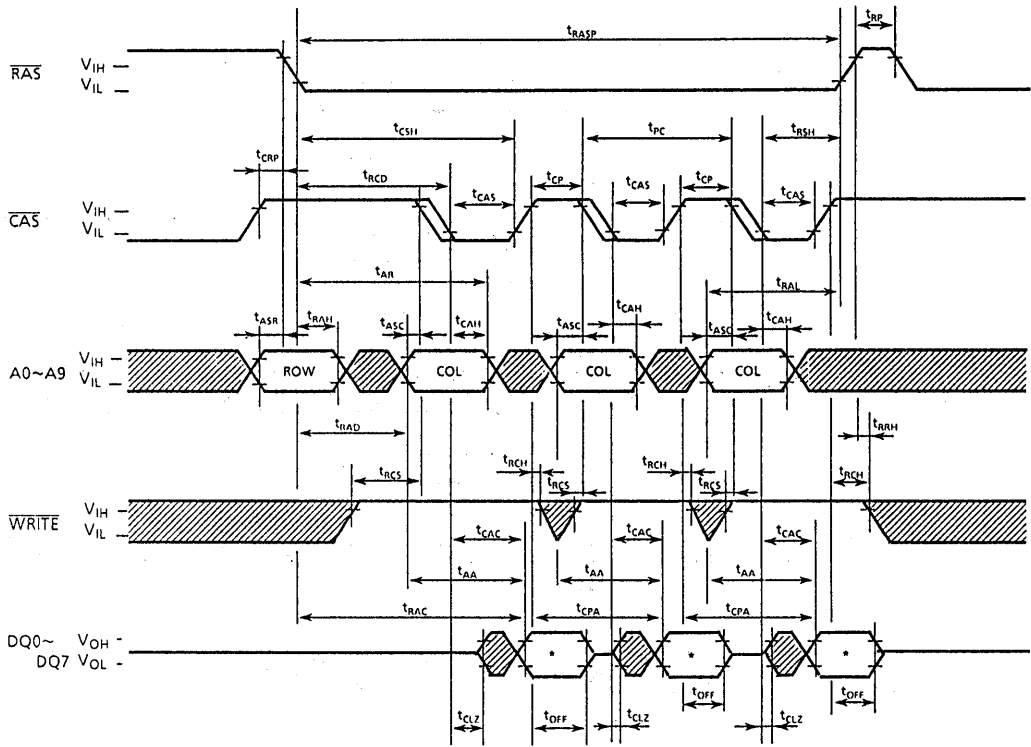 tRASP
tRP
RAS
VIH
VIL
tCSH
tPC
tRSH
tCRP
tRCD
tCAS
tCP
tCAS
tCP
tCAS
CAS
VIH
VIL
tAR
tRAL
tASR
tRAH
tASC
tCAH
tASC
tCAH
tASC
tCAH
A0~A9
VIH
VIL
ROW
COL
COL
COL
tRAD
tRRH
tRCS
tRCH
tRCS
tRCH
tRCS
tRCH
WRITE
VIH
VIL
tCAC
tCAC
tCAC
tAA
tAA
tAA
tRAC
tCPA
tCPA
DQ0~ VOH
DQ7 VOL
*
*
*
tCLZ
tOFF
tCLZ
tOFF
tCLZ
tOFF